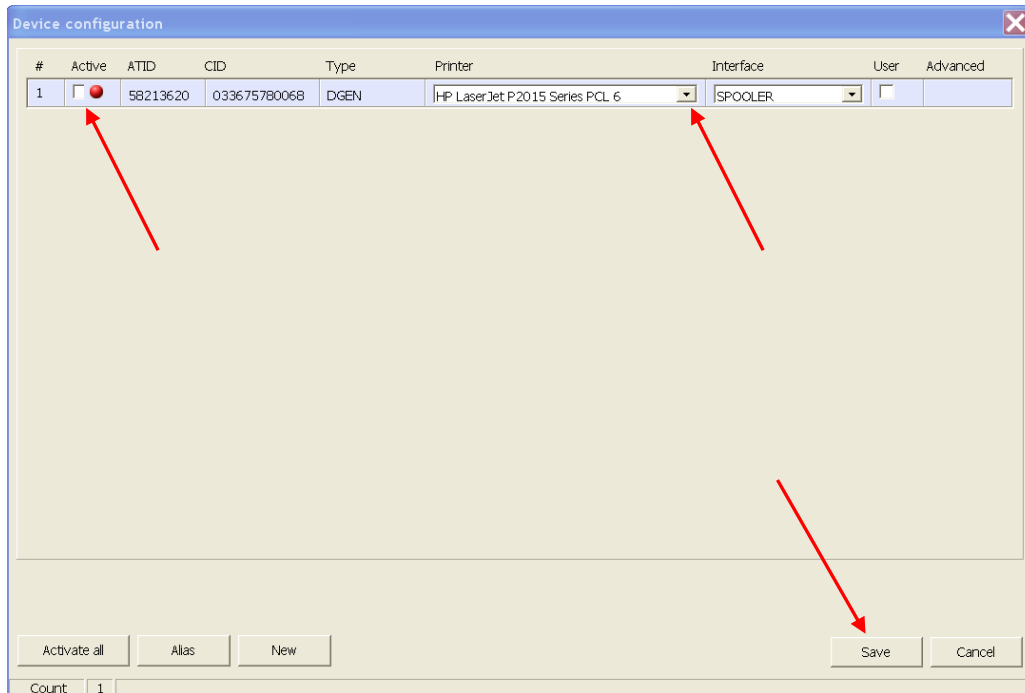 Device configuration
# Active ATID CID Type Printer Interface User Advanced
1 58213620 033675780068 DGEN HP LaserJet P2015 Series PCL 6 SPOOLER
Activate all Alias New Save Cancel
Count 1